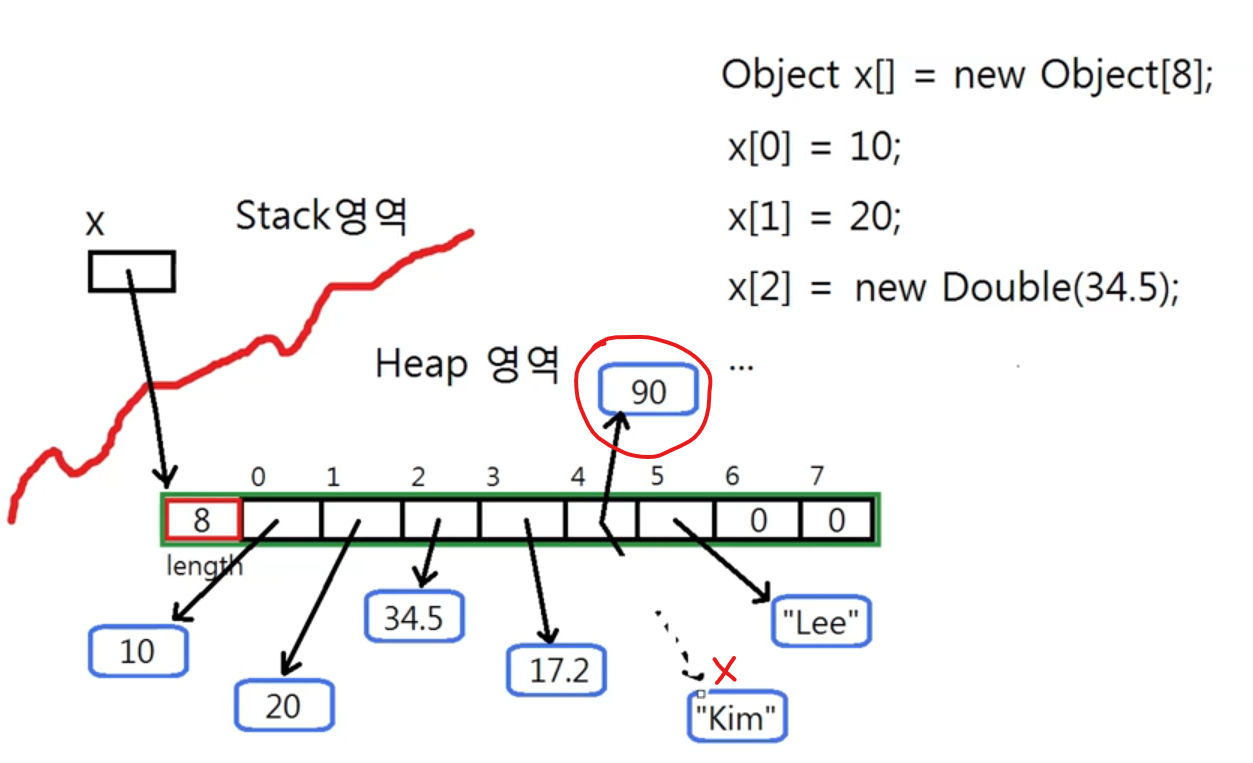 Object x[] = new Object[8];
x[0] = 10;
x[1] = 20;
x[2] = new Double(34.5);
...
x
Stack영역
Heap 영역
90
0 1 2 3 4 5 6 7
8 0 0
length
10
20
34.5
17.2
"Lee"
X
"Kim"